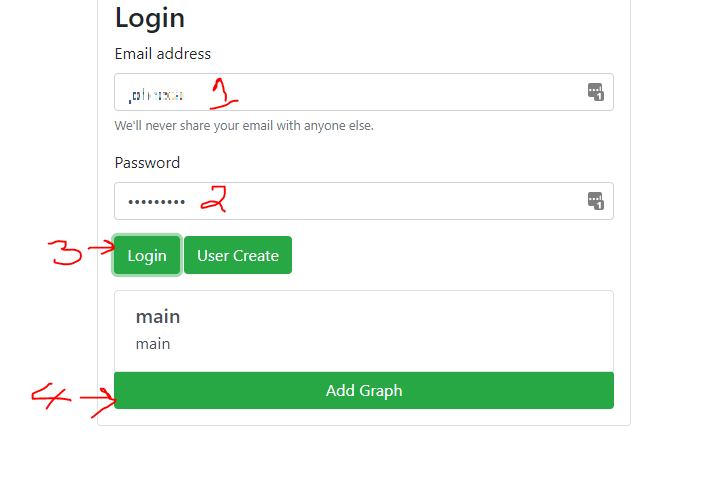 Login
Email address
1
We'll never share your email with anyone else.
Password
••••••••• 2
3 Login User Create
main
main
4 Add Graph